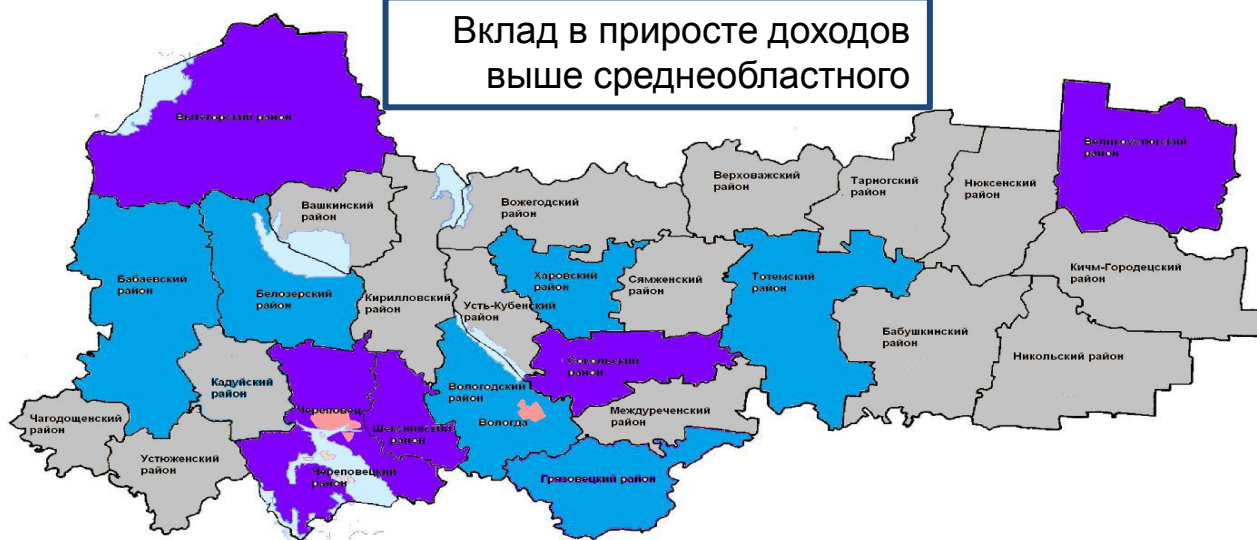 Вклад в приросте доходов
выше среднеобластного
Вытегорский район
Великоустюгский
район
Верховажский
район
Тарногский
район
Нюксенский
район
Вашкинский
район
Вожегодский
район
Кичм-Городецкий
район
Бабаевский
район
Белозерский
район
Кирилловский
район
Усть-Кубенский
район
Харовский
район
Сямженский
район
Тотемский
район
Бабушкинский
район
Никольский район
Сокольский
район
Кадуйский
район
Вологодский
район
Вологда
Междуреченский
район
Чагодощенский
район
Череповец
Шекснинский
район
Устюженский
район
Череповецкий
район
Грязовецкий район